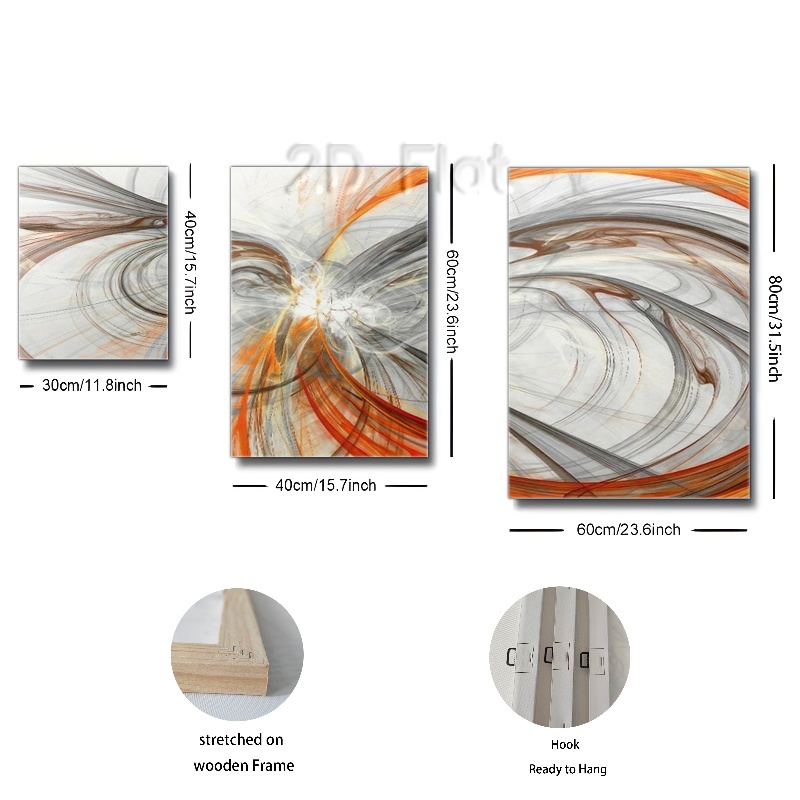 2D Flat
40cm/15.7inch
60cm/23.6inch
80cm/31.5inch
30cm/11.8inch
40cm/15.7inch
60cm/23.6inch
stretched on
wooden Frame
Hook
Ready to Hang